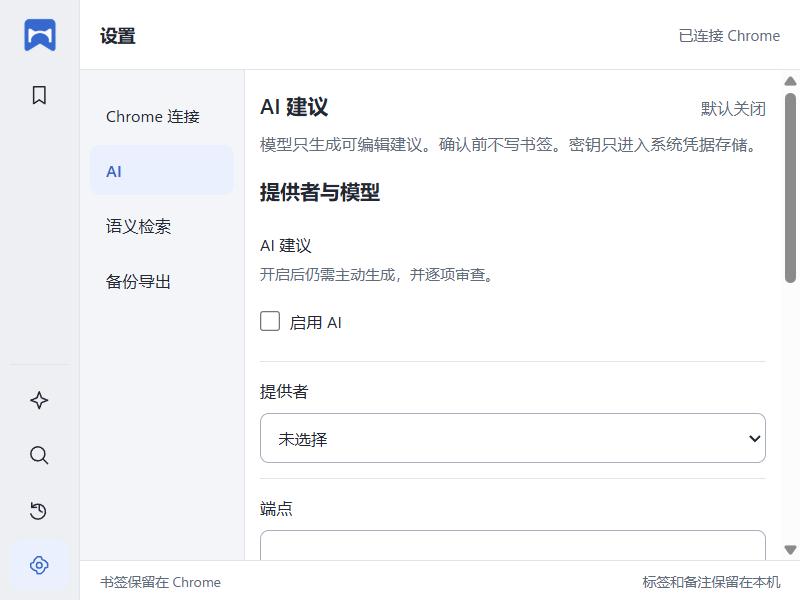 设置
已连接 Chrome
Chrome 连接
AI
语义检索
备份导出
AI 建议
默认关闭
模型只生成可编辑建议。确认前不写书签。密钥只进入系统凭据存储。
提供者与模型
AI 建议
开启后仍需主动生成，并逐项审查。
启用 AI
提供者
未选择
端点
书签保留在 Chrome
标签和备注保留在本机